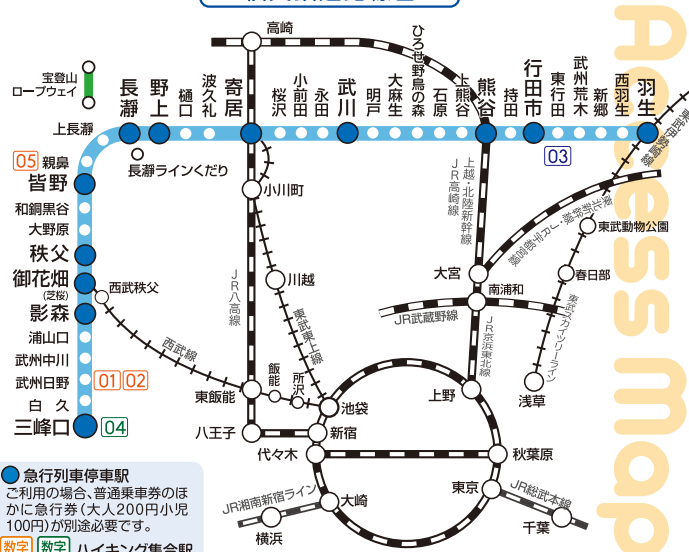 高崎
宝登山
ロープウェイ
長瀞
野上
樋口
波久礼
寄居
桜沢
小前田
永田
武川
明戸
大麻生
ひろせ野鳥の森
石原
上熊谷
熊谷
持田
行田市
東行田
武州荒木
新郷
西羽生
羽生
上長瀞
長瀞ラインくだり
03
東武伊勢崎線
05
親鼻
皆野
和銅黒谷
大野原
秩父
御花畑
(芝桜)
西武秩父
影森
浦山口
武州中川
武州日野
01
02
白久
三峰口
04
小川町
川越
JR八高線
東武東上線
西武線
飯能
所沢
東飯能
池袋
八王子
新宿
代々木
上越・北陸新幹線
JR高崎線
大宮
南浦和
JR武蔵野線
JR京浜東北線
東北新幹線・JR宇都宮線
東武動物公園
春日部
東武スカイツリーライン
浅草
上野
秋葉原
東京
JR総武本線
千葉
大崎
JR湘南新宿ライン
横浜
急行列車停車駅
ご利用の場合、普通乗車券のほ
かに急行券(大人200円小児
100円)が別途必要です。
数字
数字
ハイキング集合駅
Access Map